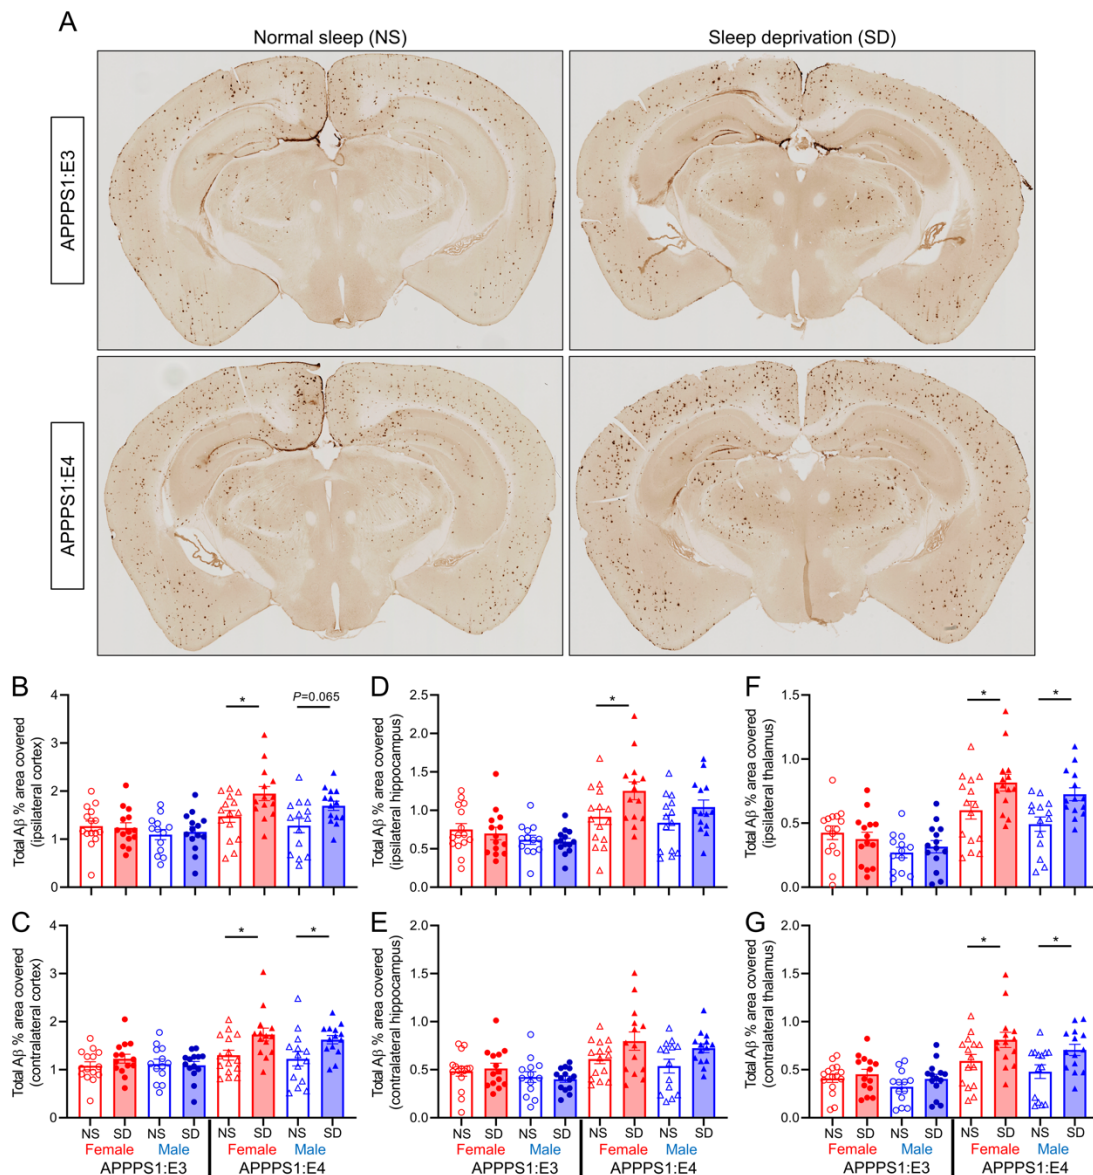 A
Normal sleep (NS)
Sleep deprivation (SD)
APPPS1:E3
APPPS1:E4
B
Total Aβ % area covered
(ipsilateral cortex)
4
3
2
1
0
*
P=0.065
D
Total Aβ % area covered
(ipsilateral hippocampus)
2.5
2.0
1.5
1.0
0.5
0.0
*
F
Total Aβ % area covered
(ipsilateral thalamus)
1.5
1.0
0.5
0.0
*
*
C
Total Aβ % area covered
(contralateral cortex)
4
3
2
1
0
*
*
NS SD NS SD NS SD NS SD
Female Male Female Male
APPPS1:E3 APPPS1:E4
E
Total Aβ % area covered
(contralateral hippocampus)
2.0
1.5
1.0
0.5
0.0
NS SD NS SD NS SD NS SD
Female Male Female Male
APPPS1:E3 APPPS1:E4
G
Total Aβ % area covered
(contralateral thalamus)
2.0
1.5
1.0
0.5
0.0
*
*
NS SD NS SD NS SD NS SD
Female Male Female Male
APPPS1:E3 APPPS1:E4